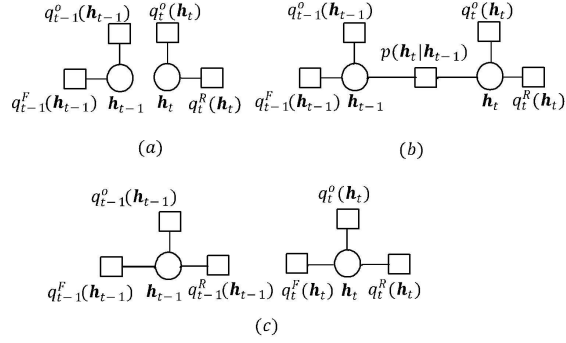 q^o_{t-1}(h_{t-1}) q^o_t(h_t)
q^F_{t-1}(h_{t-1}) h_{t-1} h_t q^R_t(h_t)
(a)
q^o_{t-1}(h_{t-1}) q^o_t(h_t)
p(h_t|h_{t-1})
q^F_{t-1}(h_{t-1}) h_{t-1} h_t q^R_t(h_t)
(b)
q^o_{t-1}(h_{t-1}) q^o_t(h_t)
q^F_{t-1}(h_{t-1}) h_{t-1} q^R_{t-1}(h_{t-1}) q^F_t(h_t) h_t q^R_t(h_t)
(c)